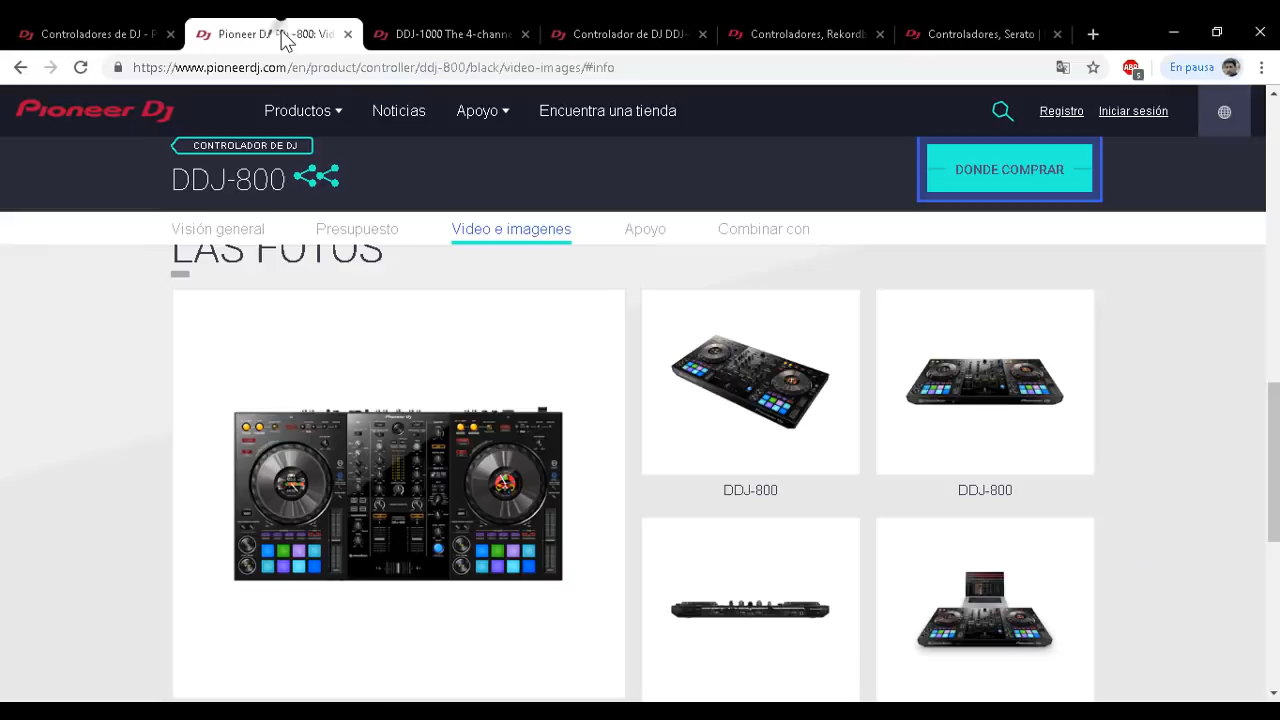 Controladores de DJ - P
Pioneer DJ
-800: Vid
DDJ-1000 The 4-channe
Controlador de DJ DDJ-
Controladores, Rekordb
Controladores, Serato |
https://www.pioneerdj.com/en/product/controller/ddj-800/black/video-images/#info
ABP
5
En pausa
Pioneer Dj
Productos
Noticias
Apoyo
Encuentra una tienda
Registro
Iniciar sesión
CONTROLADOR DE DJ
DDJ-800
DONDE COMPRAR
Visión general
Presupuesto
Video e imagenes
Apoyo
Combinar con
LAS FOTOS
DDJ-800
DDJ-800